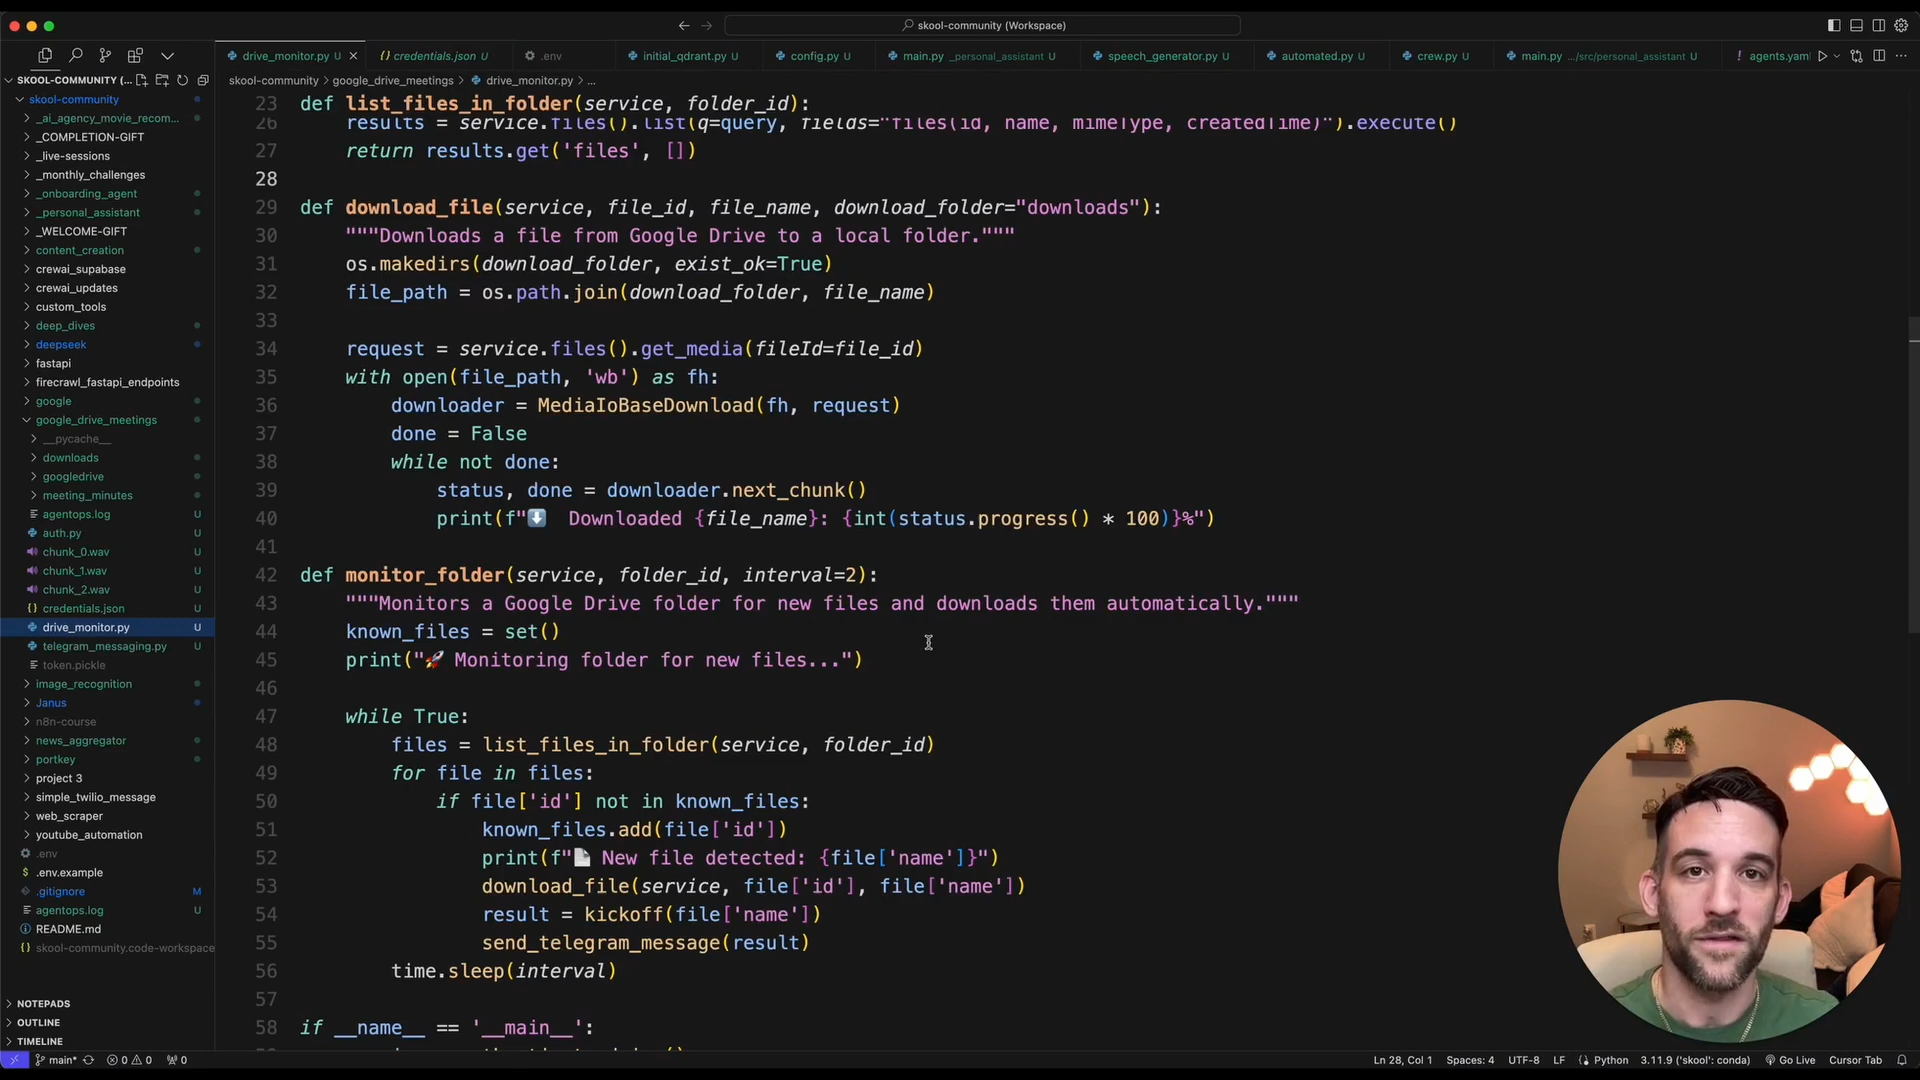 skool-community (Workspace)
drive_monitor.py U
credentials.json U
.env
initial_qdrant.py U
config.py U
main.py _personal_assistant U
speech_generator.py U
automated.py U
crew.py U
main.py .../src/personal_assistant U
agents.yaml
SKOOL-COMMUNITY (...
skool-community > google_drive_meetings > drive_monitor.py > ...
skool-community
_ai_agency_movie_recom...
_COMPLETION-GIFT
_live-sessions
_monthly_challenges
_onboarding_agent
_personal_assistant
_WELCOME-GIFT
content_creation
crewai_supabase
crewai_updates
custom_tools
deep_dives
deepseek
fastapi
firecrawl_fastapi_endpoints
google
google_drive_meetings
__pycache__
downloads
googledrive
meeting_minutes
agentops.log U
auth.py U
chunk_0.wav U
chunk_1.wav U
chunk_2.wav U
credentials.json U
drive_monitor.py U
telegram_messaging.py U
token.pickle
image_recognition
Janus
n8n-course
news_aggregator
portkey
project 3
simple_twilio_message
web_scraper
youtube_automation
.env
.env.example
.gitignore M
agentops.log U
README.md
skool-community.code-workspace
NOTEPADS
OUTLINE
TIMELINE
23 def list_files_in_folder(service, folder_id):
26 results = service.files().list(q=query, fields="files(id, name, mimeType, createdTime)").execute()
27 return results.get('files', [])
28
29 def download_file(service, file_id, file_name, download_folder="downloads"):
30 """Downloads a file from Google Drive to a local folder."""
31 os.makedirs(download_folder, exist_ok=True)
32 file_path = os.path.join(download_folder, file_name)
33
34 request = service.files().get_media(fileId=file_id)
35 with open(file_path, 'wb') as fh:
36 downloader = MediaIoBaseDownload(fh, request)
37 done = False
38 while not done:
39 status, done = downloader.next_chunk()
40 print(f"⬇️ Downloaded {file_name}: {int(status.progress() * 100)}%")
41
42 def monitor_folder(service, folder_id, interval=2):
43 """Monitors a Google Drive folder for new files and downloads them automatically."""
44 known_files = set()
45 print("🚀 Monitoring folder for new files...")
46
47 while True:
48 files = list_files_in_folder(service, folder_id)
49 for file in files:
50 if file['id'] not in known_files:
51 known_files.add(file['id'])
52 print(f"📄 New file detected: {file['name']}")
53 download_file(service, file['id'], file['name'])
54 result = kickoff(file['name'])
55 send_telegram_message(result)
56 time.sleep(interval)
57
58 if __name__ == '__main__':
main* 0 0 0
Ln 28, Col 1 Spaces: 4 UTF-8 LF Python 3.11.9 ('skool': conda) Go Live Cursor Tab